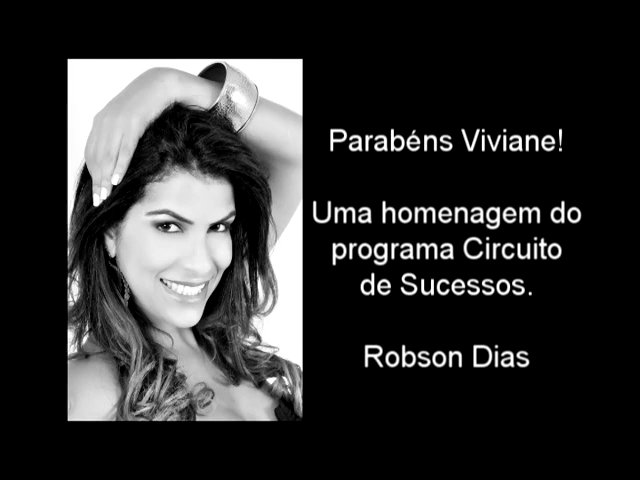 Parabéns Viviane!
Uma homenagem do
programa Circuito
de Sucessos.
Robson Dias